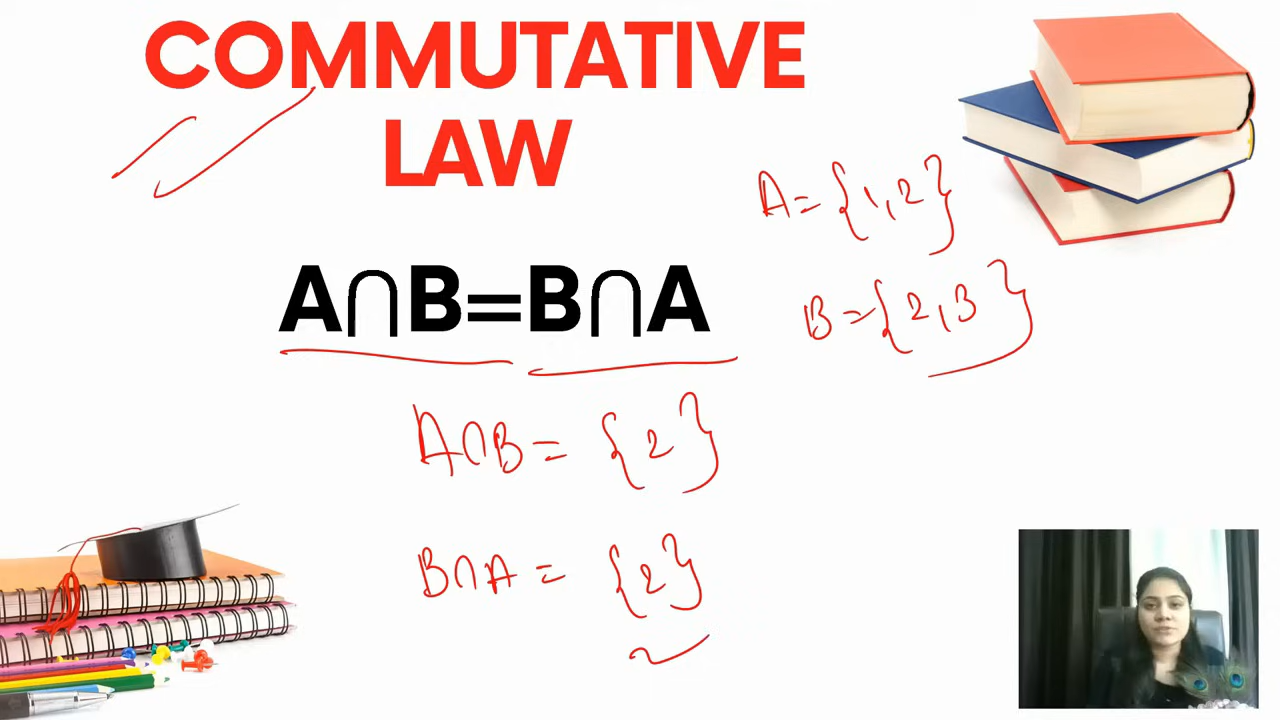 COMMUTATIVE
LAW
A = {1, 2}
B = {2, 3}
A∩B=B∩A
A∩B = {2}
B∩A = {2}